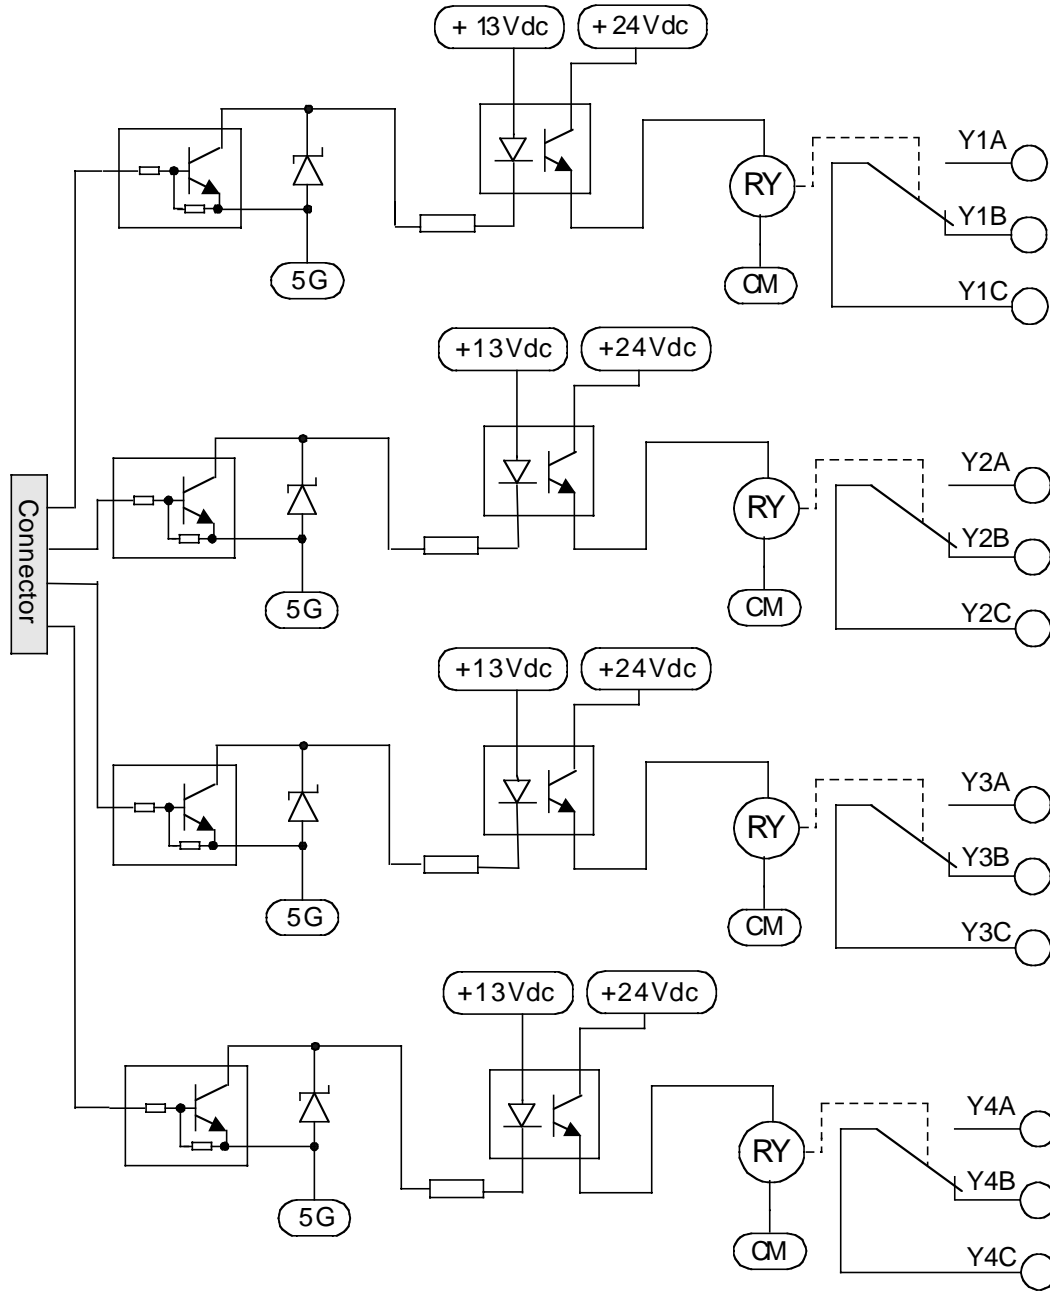 + 13Vdc
+ 24Vdc
RY
5G
CM
Y1A
Y1B
Y1C
+13Vdc
+24Vdc
RY
5G
CM
Y2A
Y2B
Y2C
Connector
+13Vdc
+24Vdc
RY
5G
CM
Y3A
Y3B
Y3C
+13Vdc
+24Vdc
RY
5G
CM
Y4A
Y4B
Y4C